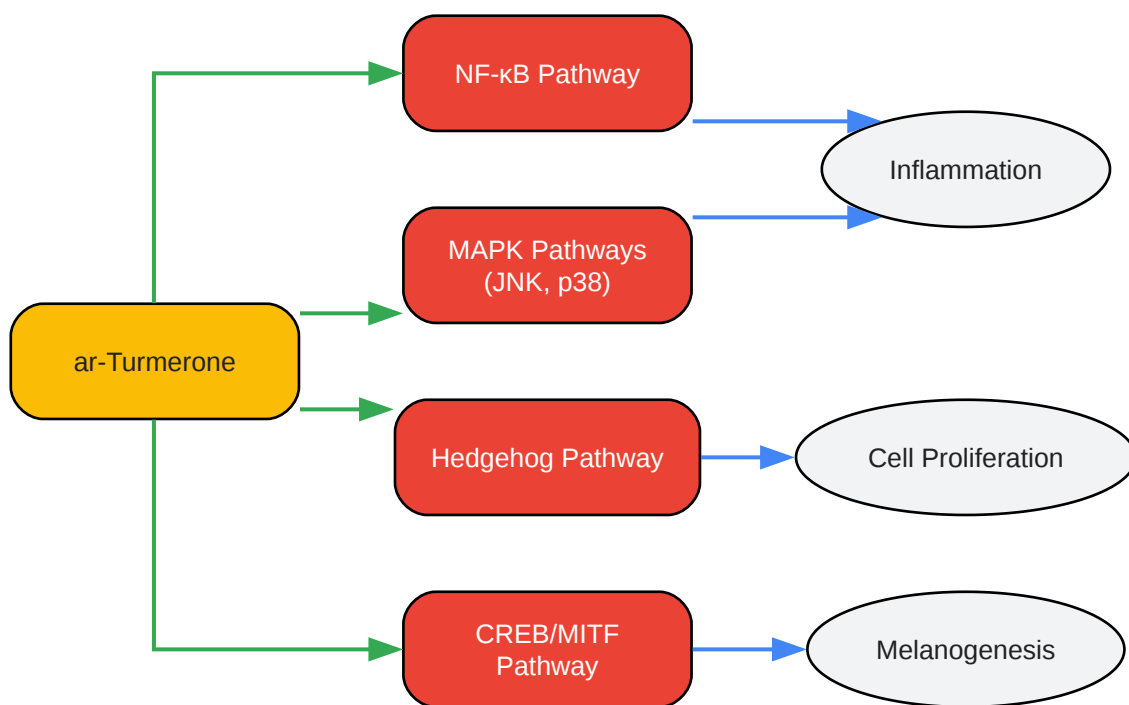 NF-κB Pathway
Inflammation
MAPK Pathways
(JNK, p38)
ar-Turmerone
Hedgehog Pathway
Cell Proliferation
CREB/MITF
Pathway
Melanogenesis